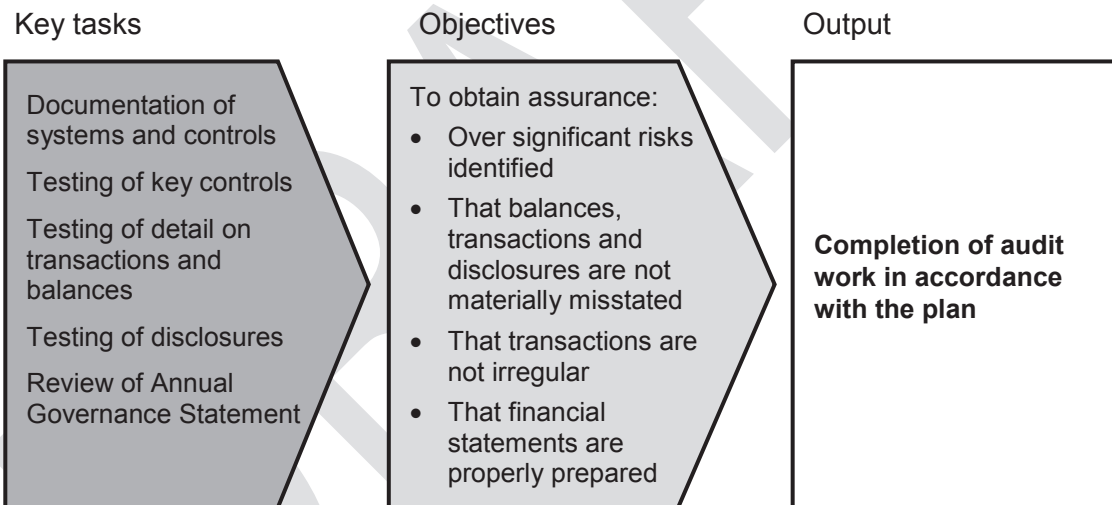 Key tasks
Documentation of
systems and controls
Testing of key controls
Testing of detail on
transactions and
balances
Testing of disclosures
Review of Annual
Governance Statement
Objectives
To obtain assurance:
• Over significant risks
identified
• That balances,
transactions and
disclosures are not
materially misstated
• That transactions are
not irregular
• That financial
statements are
properly prepared
Output
Completion of audit
work in accordance
with the plan